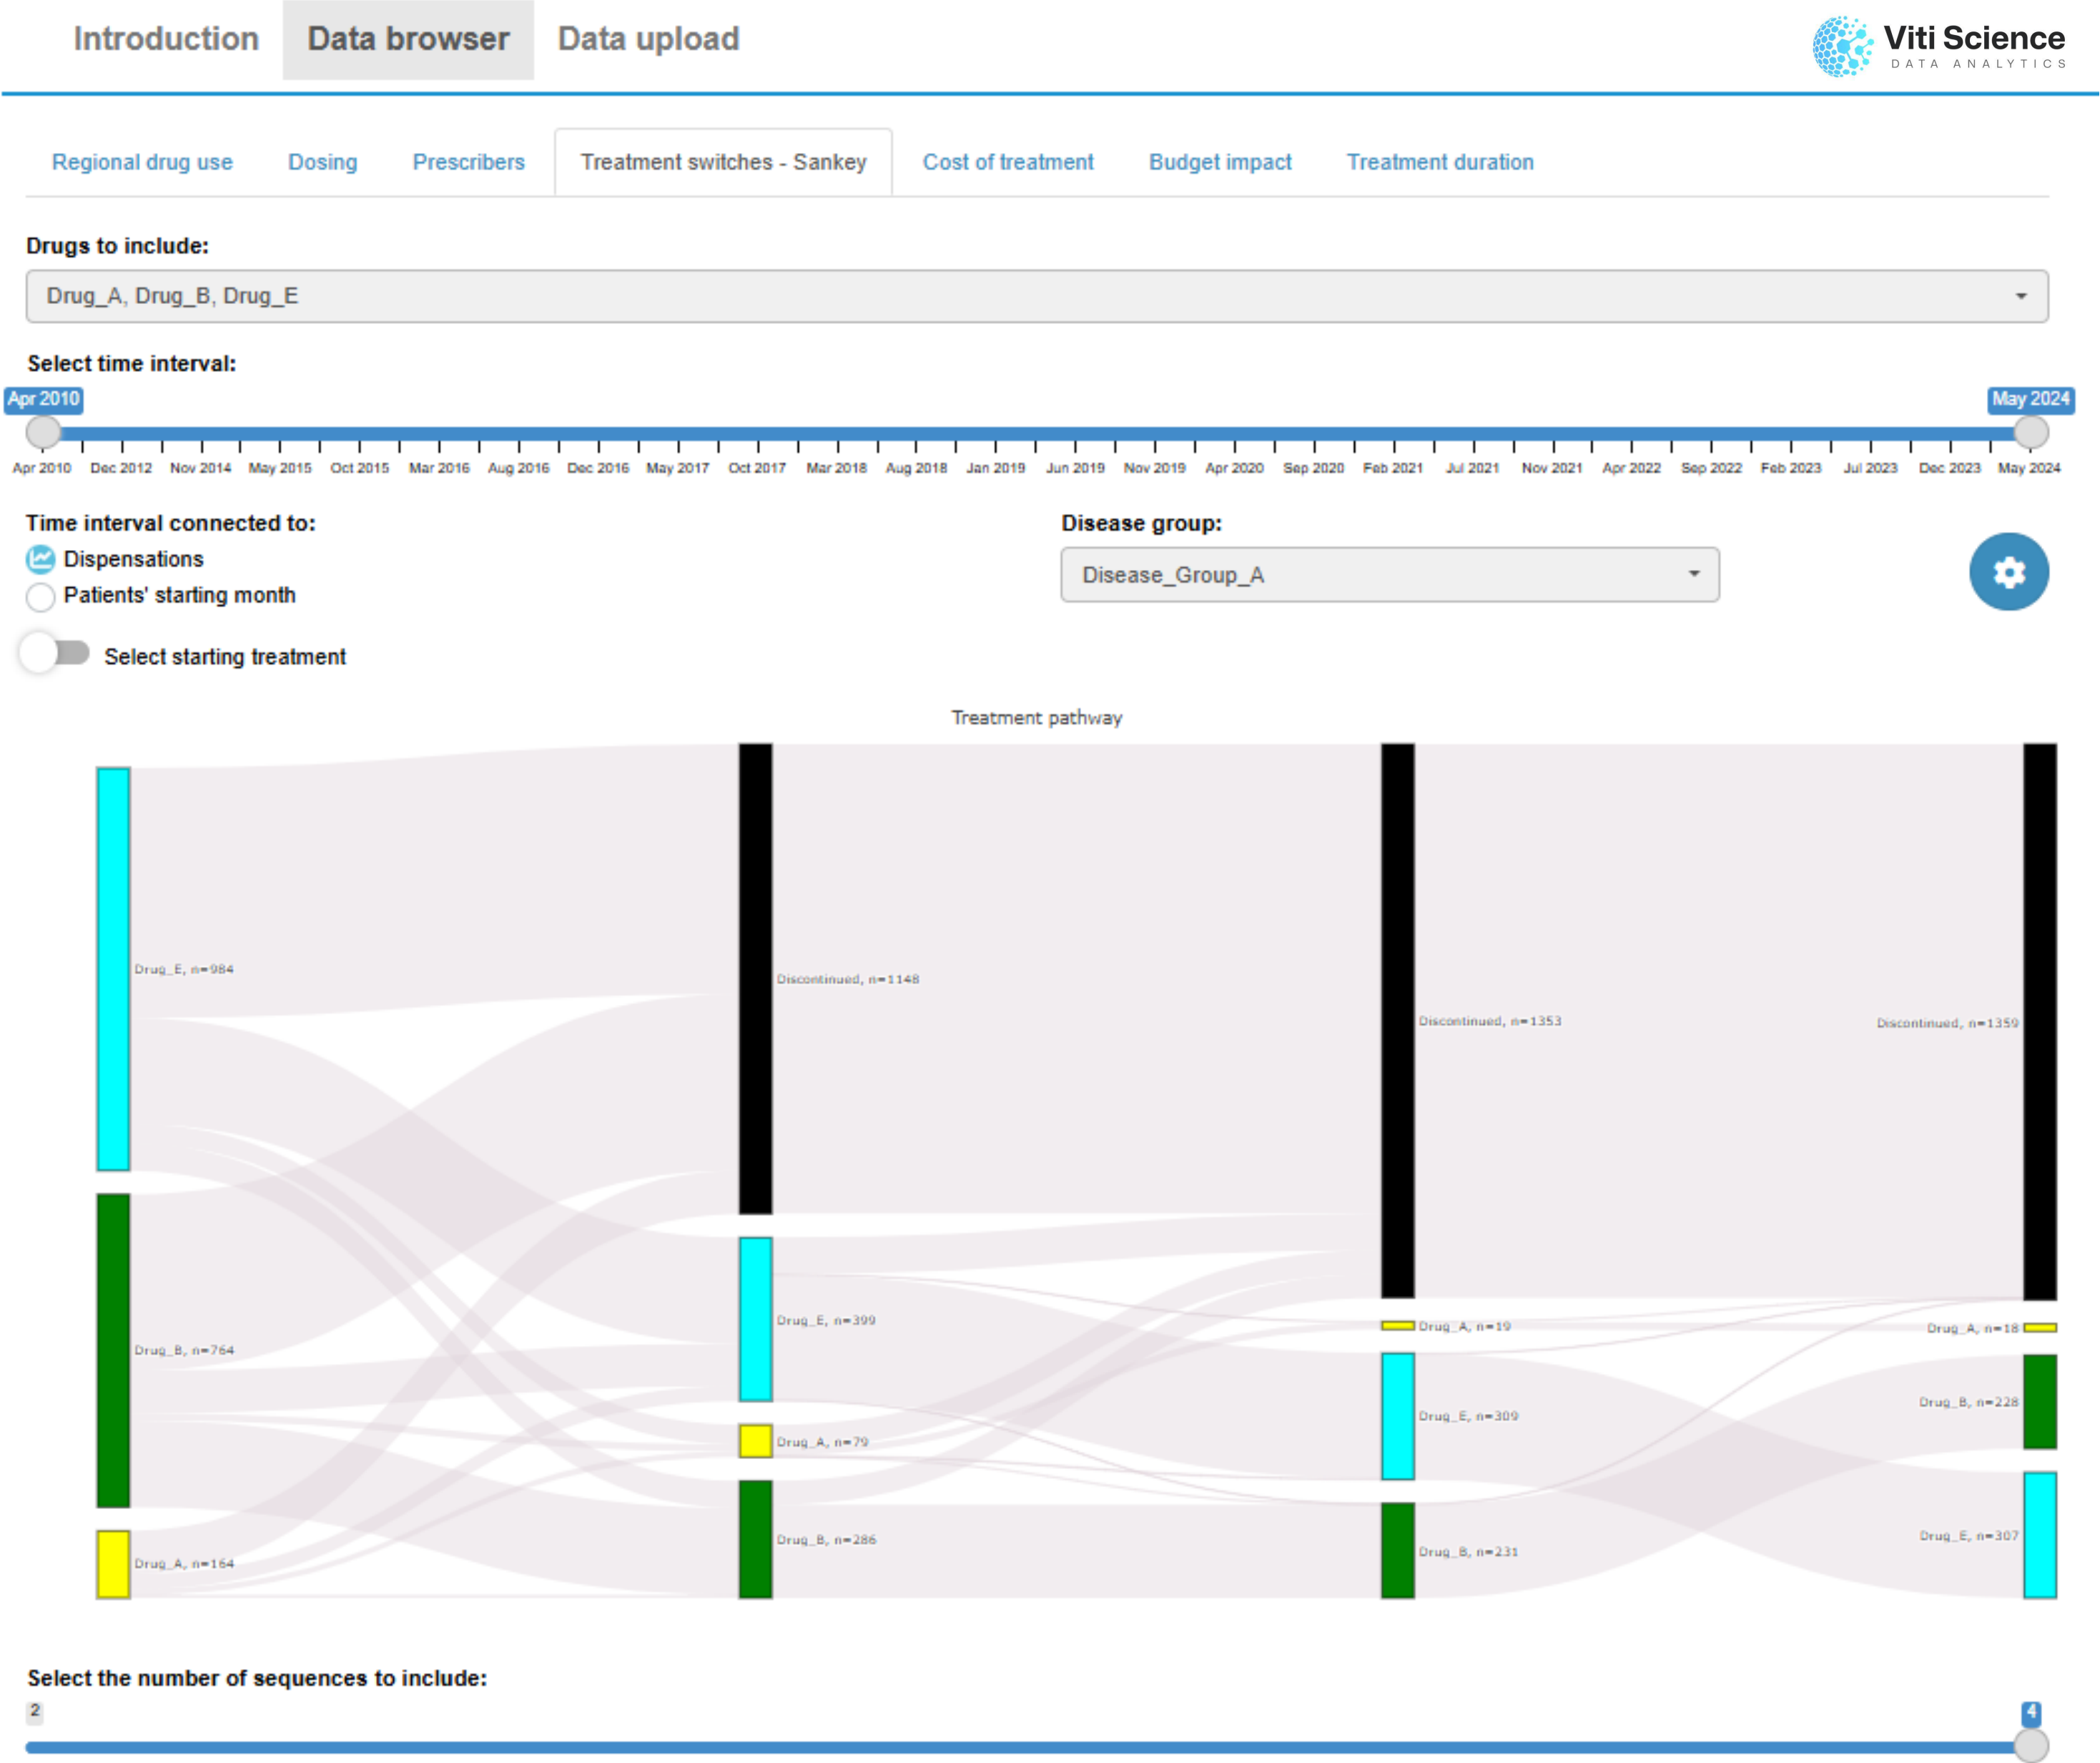 Introduction Data browser Data upload
Viti Science
DATA ANALYTICS
Regional drug use Dosing Prescribers Treatment switches - Sankey Cost of treatment Budget impact Treatment duration
Drugs to include:
Drug_A, Drug_B, Drug_E
Select time interval:
Apr 2010 May 2024
Apr 2010 Dec 2012 Nov 2014 May 2015 Oct 2015 Mar 2016 Aug 2016 Dec 2016 May 2017 Oct 2017 Mar 2018 Aug 2018 Jan 2019 Jun 2019 Nov 2019 Apr 2020 Sep 2020 Feb 2021 Jul 2021 Nov 2021 Apr 2022 Sep 2022 Feb 2023 Jul 2023 Dec 2023 May 2024
Time interval connected to:
Dispensations
Patients' starting month
Disease group:
Disease_Group_A
Select starting treatment
Treatment pathway
Drug_E, n=984
Drug_B, n=764
Drug_A, n=164
Discontinued, n=1148
Drug_E, n=399
Drug_A, n=79
Drug_B, n=286
Discontinued, n=1353
Drug_A, n=19
Drug_E, n=309
Drug_B, n=231
Discontinued, n=1359
Drug_A, n=18
Drug_B, n=228
Drug_E, n=307
Select the number of sequences to include:
2 4